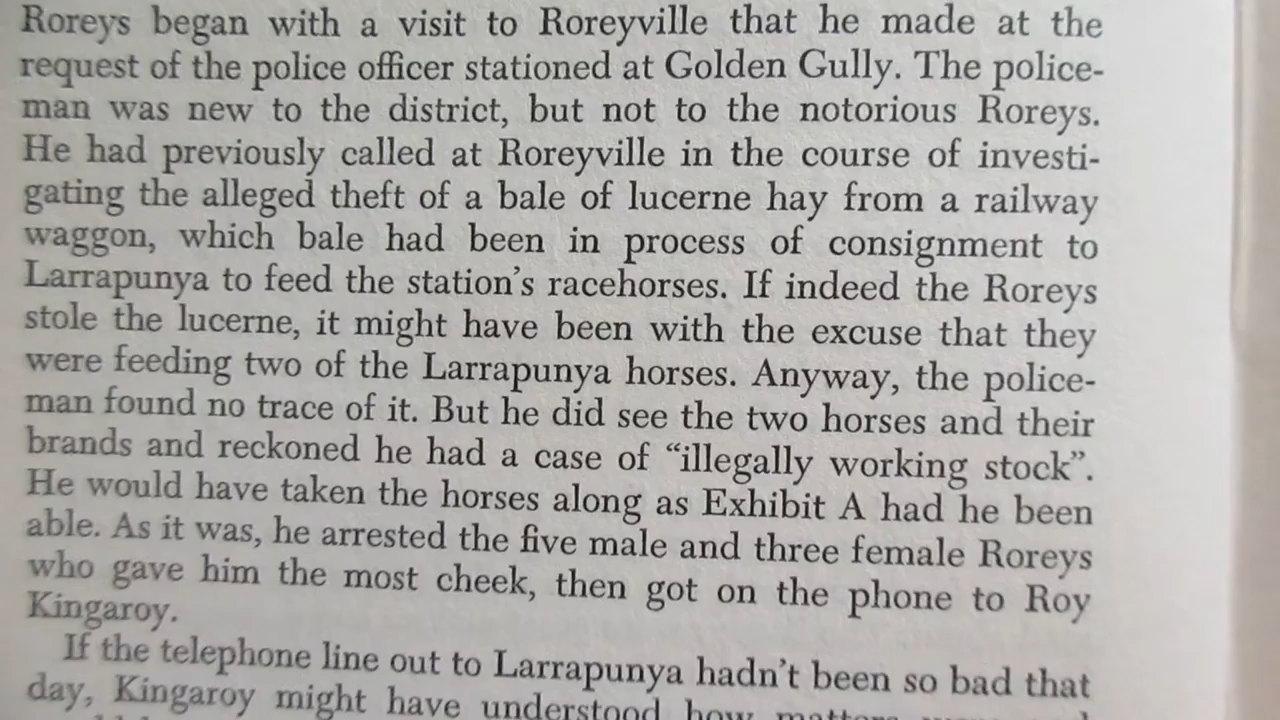 Roreys began with a visit to Roreyville that he made at the
request of the police officer stationed at Golden Gully. The police-
man was new to the district, but not to the notorious Roreys.
He had previously called at Roreyville in the course of investi-
gating the alleged theft of a bale of lucerne hay from a railway
waggon, which bale had been in process of consignment to
Larrapunya to feed the station's racehorses. If indeed the Roreys
stole the lucerne, it might have been with the excuse that they
were feeding two of the Larrapunya horses. Anyway, the police-
man found no trace of it. But he did see the two horses and their
brands and reckoned he had a case of “illegally working stock”.
He would have taken the horses along as Exhibit A had he been
able. As it was, he arrested the five male and three female Roreys
who gave him the most cheek, then got on the phone to Roy
Kingaroy.
If the telephone line out to Larrapunya hadn't been so bad that
day, Kingaroy might have understood how matters